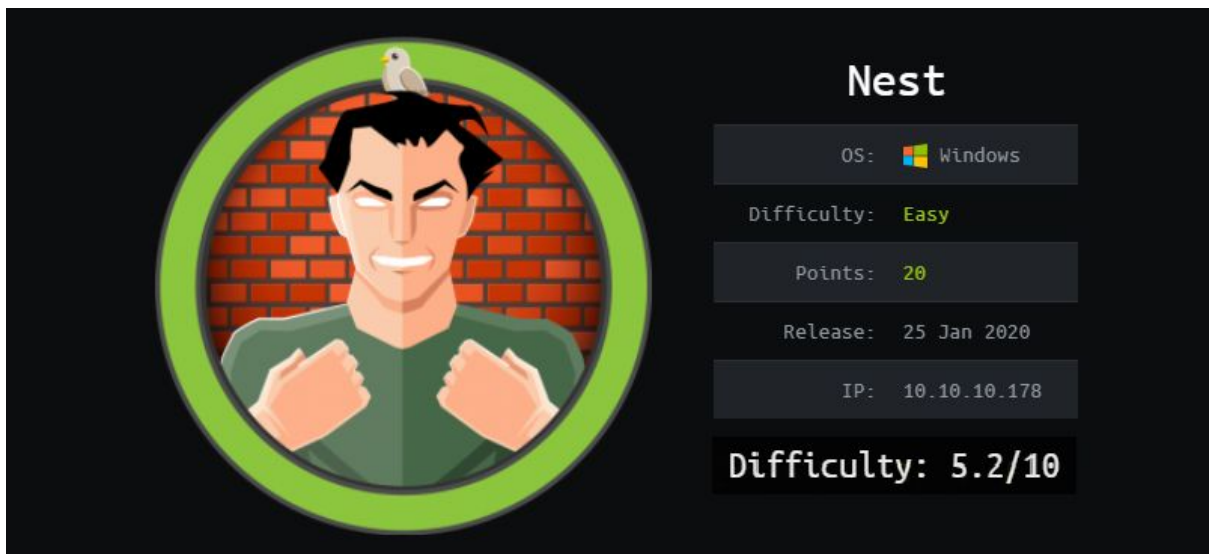 Nest
OS: Windows
Difficulty: Easy
Points: 20
Release: 25 Jan 2020
IP: 10.10.10.178
Difficulty: 5.2/10